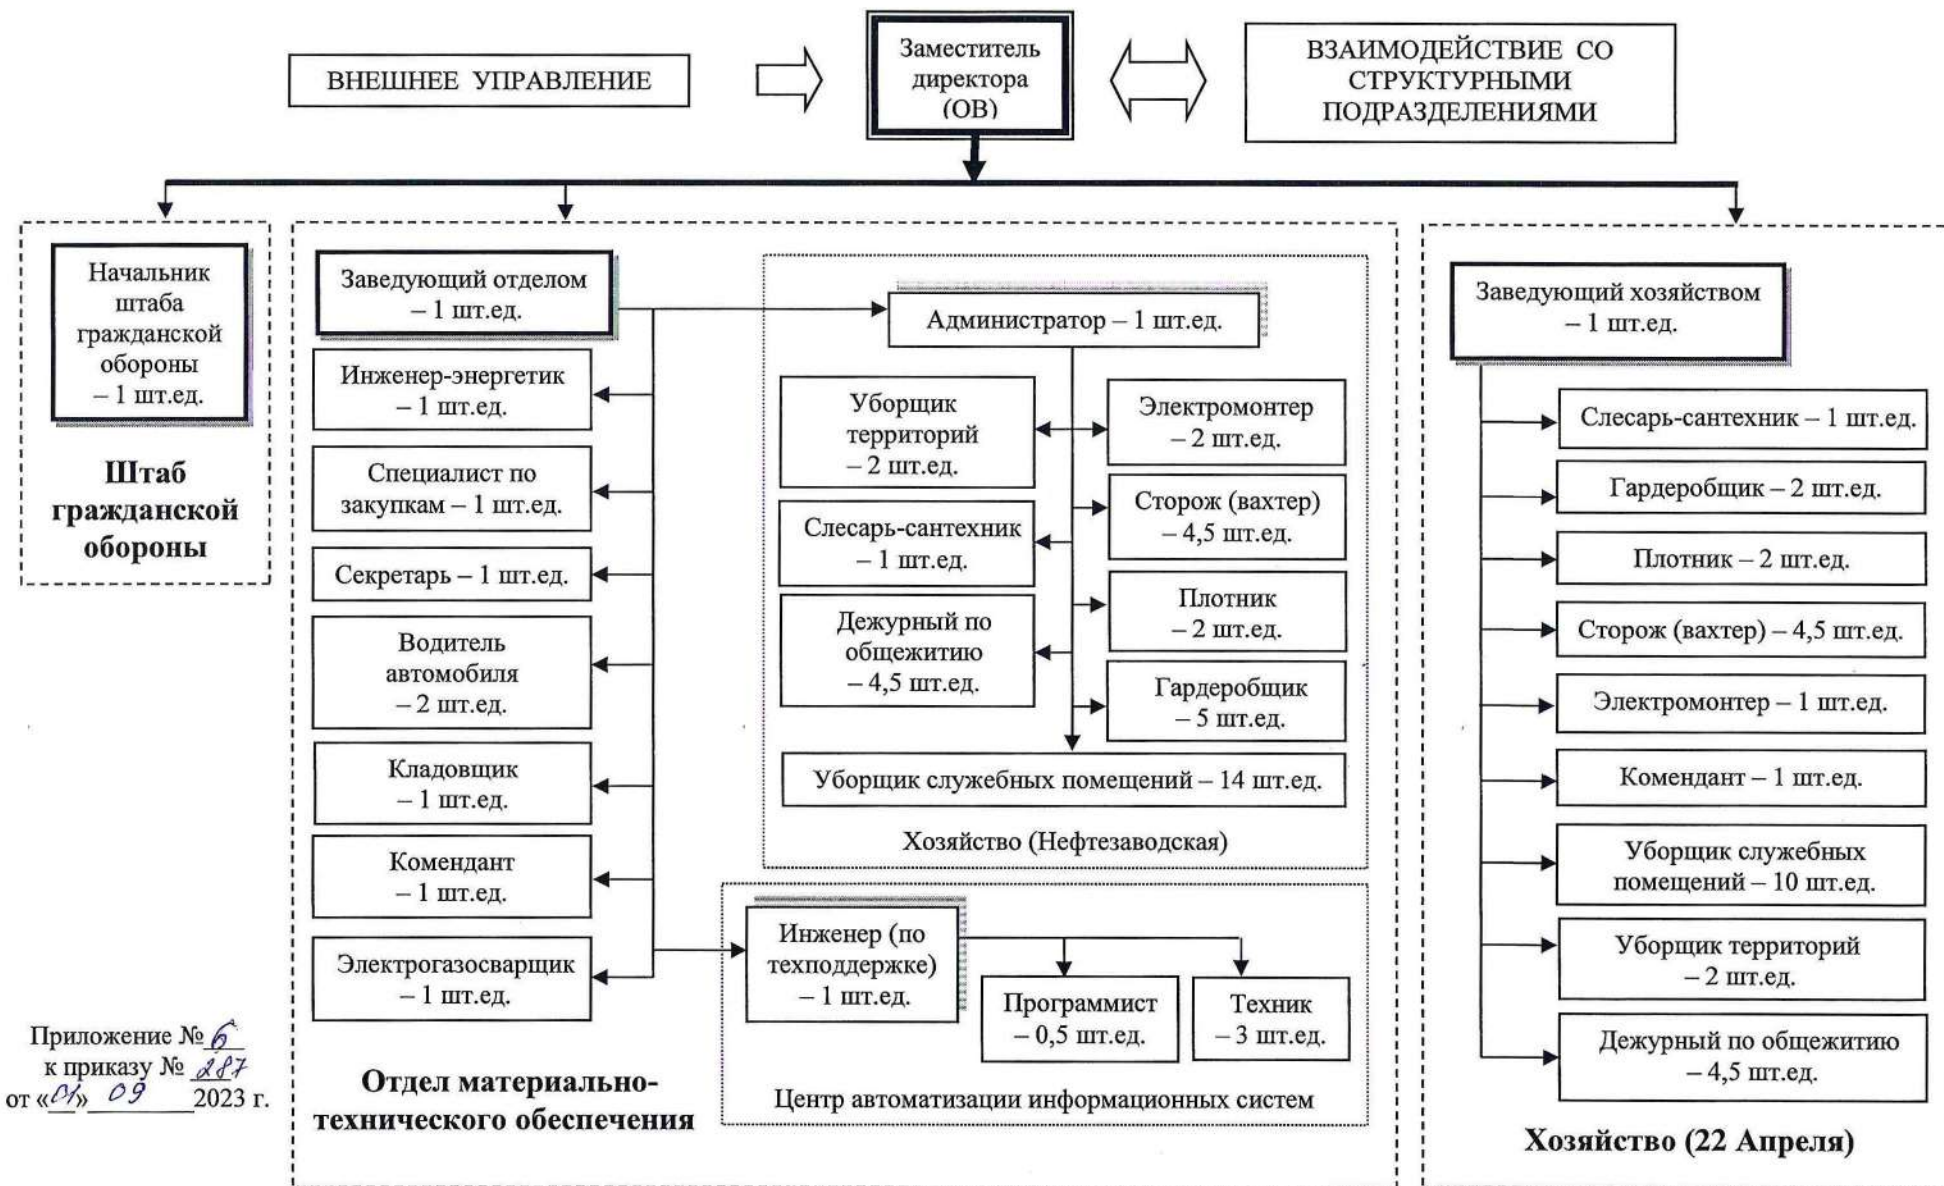 ВНЕШНЕЕ УПРАВЛЕНИЕ
Заместитель
директора
(ОВ)
ВЗАИМОДЕЙСТВИЕ СО
СТРУКТУРНЫМИ
ПОДРАЗДЕЛЕНИЯМИ
Начальник
штаба
гражданской
обороны
– 1 шт.ед.
Штаб
гражданской
обороны
Заведующий отделом
– 1 шт.ед.
Инженер-энергетик
– 1 шт.ед.
Специалист по
закупкам – 1 шт.ед.
Секретарь – 1 шт.ед.
Водитель
автомобиля
– 2 шт.ед.
Кладовщик
– 1 шт.ед.
Комендант
– 1 шт.ед.
Электрогазосварщик
– 1 шт.ед.
Отдел материально-
технического обеспечения
Администратор – 1 шт.ед.
Уборщик
территорий
– 2 шт.ед.
Слесарь-сантехник
– 1 шт.ед.
Дежурный по
общежитию
– 4,5 шт.ед.
Электромонтер
– 2 шт.ед.
Сторож (вахтер)
– 4,5 шт.ед.
Плотник
– 2 шт.ед.
Гардеробщик
– 5 шт.ед.
Уборщик служебных помещений – 14 шт.ед.
Хозяйство (Нефтезаводская)
Инженер (по
техподдержке)
– 1 шт.ед.
Программист
– 0,5 шт.ед.
Техник
– 3 шт.ед.
Центр автоматизации информационных систем
Заведующий хозяйством
– 1 шт.ед.
Слесарь-сантехник – 1 шт.ед.
Гардеробщик – 2 шт.ед.
Плотник – 2 шт.ед.
Сторож (вахтер) – 4,5 шт.ед.
Электромонтер – 1 шт.ед.
Комендант – 1 шт.ед.
Уборщик служебных
помещений – 10 шт.ед.
Уборщик территорий
– 2 шт.ед.
Дежурный по общежитию
– 4,5 шт.ед.
Хозяйство (22 Апреля)
Приложение № 6
к приказу № 287
от «01» 09 2023 г.